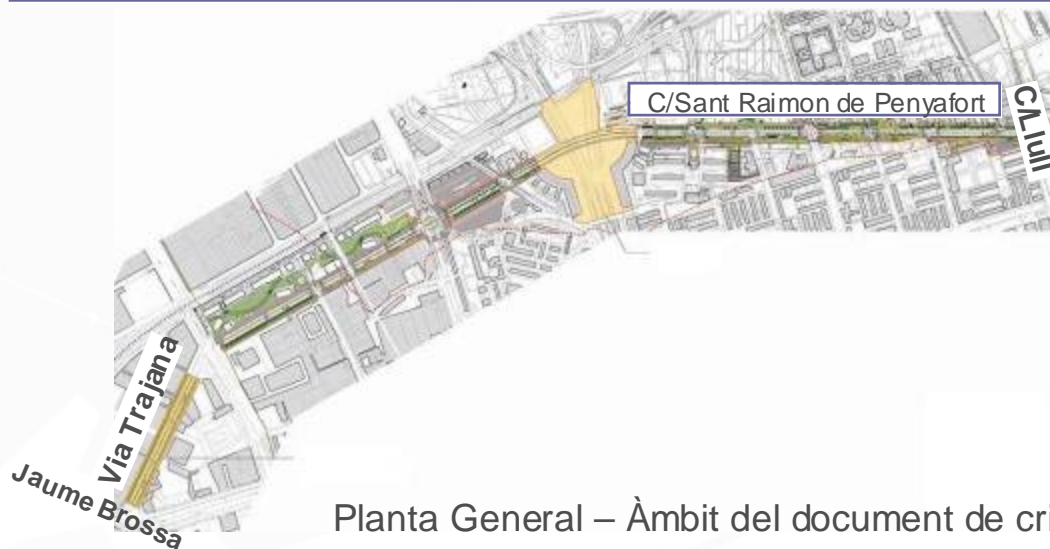 C/Sant Raimon de Penyafort
C/Llull
Via Trajana
Jaume Brossa
Planta General – Àmbit del document de cri